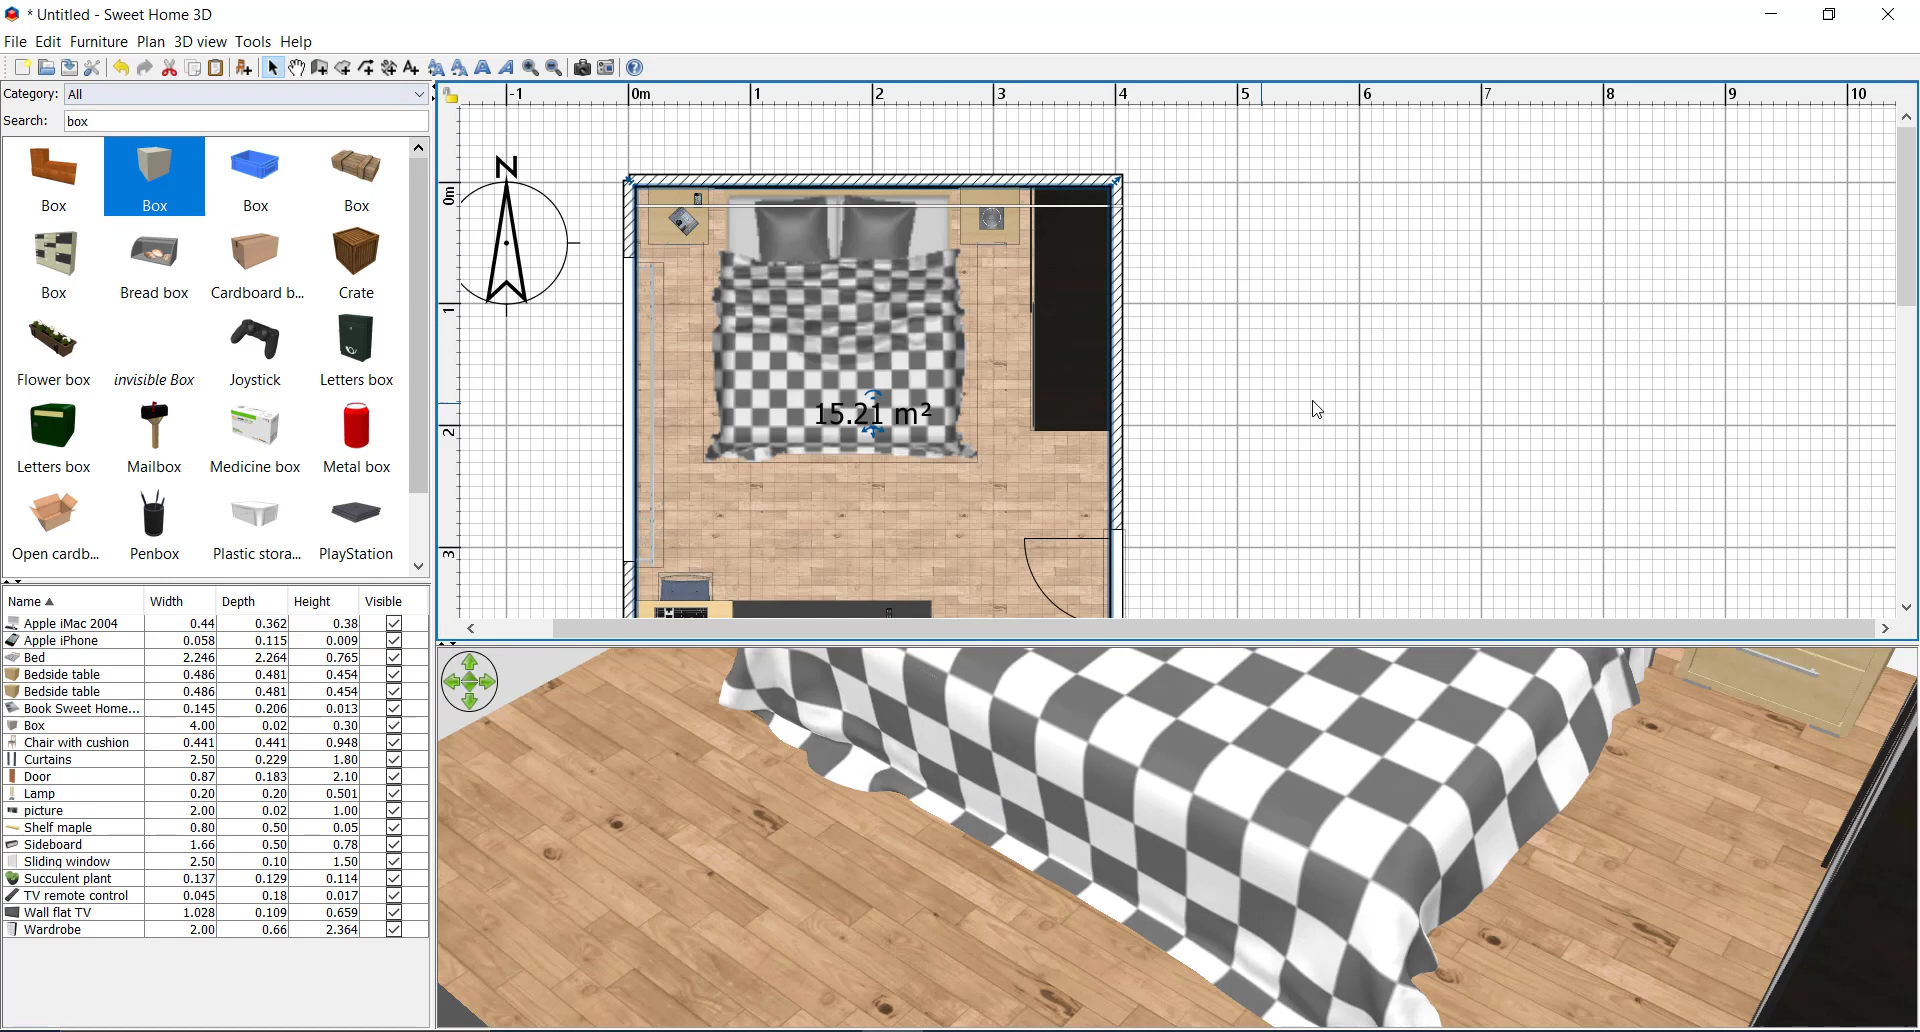 * Untitled - Sweet Home 3D
File Edit Furniture Plan 3D view Tools Help
Category: All
Search: box
Box Box Box Box
Box Bread box Cardboard b... Crate
Flower box invisible Box Joystick Letters box
Letters box Mailbox Medicine box Metal box
Open cardb... Penbox Plastic stora... PlayStation
Name Width Depth Height Visible
Apple iMac 2004 0.44 0.362 0.38
Apple iPhone 0.058 0.115 0.009
Bed 2.246 2.264 0.765
Bedside table 0.486 0.481 0.454
Bedside table 0.486 0.481 0.454
Book Sweet Home... 0.145 0.206 0.013
Box 4.00 0.02 0.30
Chair with cushion 0.441 0.441 0.948
Curtains 2.50 0.229 1.80
Door 0.87 0.183 2.10
Lamp 0.20 0.20 0.501
picture 2.00 0.02 1.00
Shelf maple 0.80 0.50 0.05
Sideboard 1.66 0.50 0.78
Sliding window 2.50 0.10 1.50
Succulent plant 0.137 0.129 0.114
TV remote control 0.045 0.18 0.017
Wall flat TV 1.028 0.109 0.659
Wardrobe 2.00 0.66 2.364
-1 0m 1 2 3 4 5 6 7 8 9 10
0m
1
2
3
N
15.21 m²